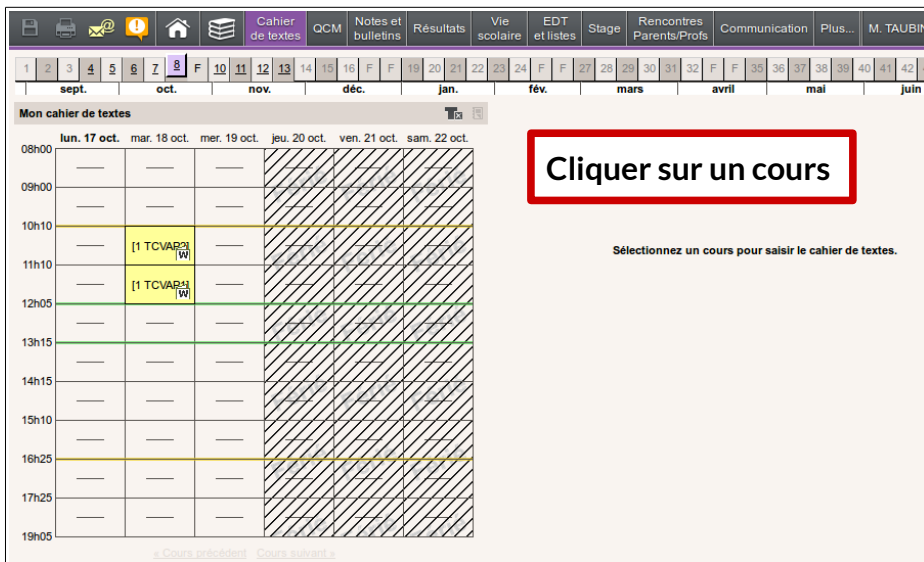 Cahier de textes QCM Notes et bulletins Résultats Vie scolaire EDT et listes Stage Rencontres Parents/Profs Communication Plus... M. TAUBIN
1 2 3 4 5 6 7 8 F 10 11 12 13 14 15 16 F F 19 20 21 22 23 24 F F 27 28 29 30 31 32 F F 35 36 37 38 39 40 41 42
sept. oct. nov. déc. jan. fév. mars avril mai juin
Mon cahier de textes
lun. 17 oct. mar. 18 oct. mer. 19 oct. jeu. 20 oct. ven. 21 oct. sam. 22 oct.
08h00
Cliquer sur un cours
09h00
10h10
[1 TCVAP2]
W
Sélectionnez un cours pour saisir le cahier de textes.
11h10
[1 TCVAP1]
W
12h05
13h15
14h15
15h10
16h25
17h25
19h05
Férié Férié Férié
« Cours précédent Cours suivant »